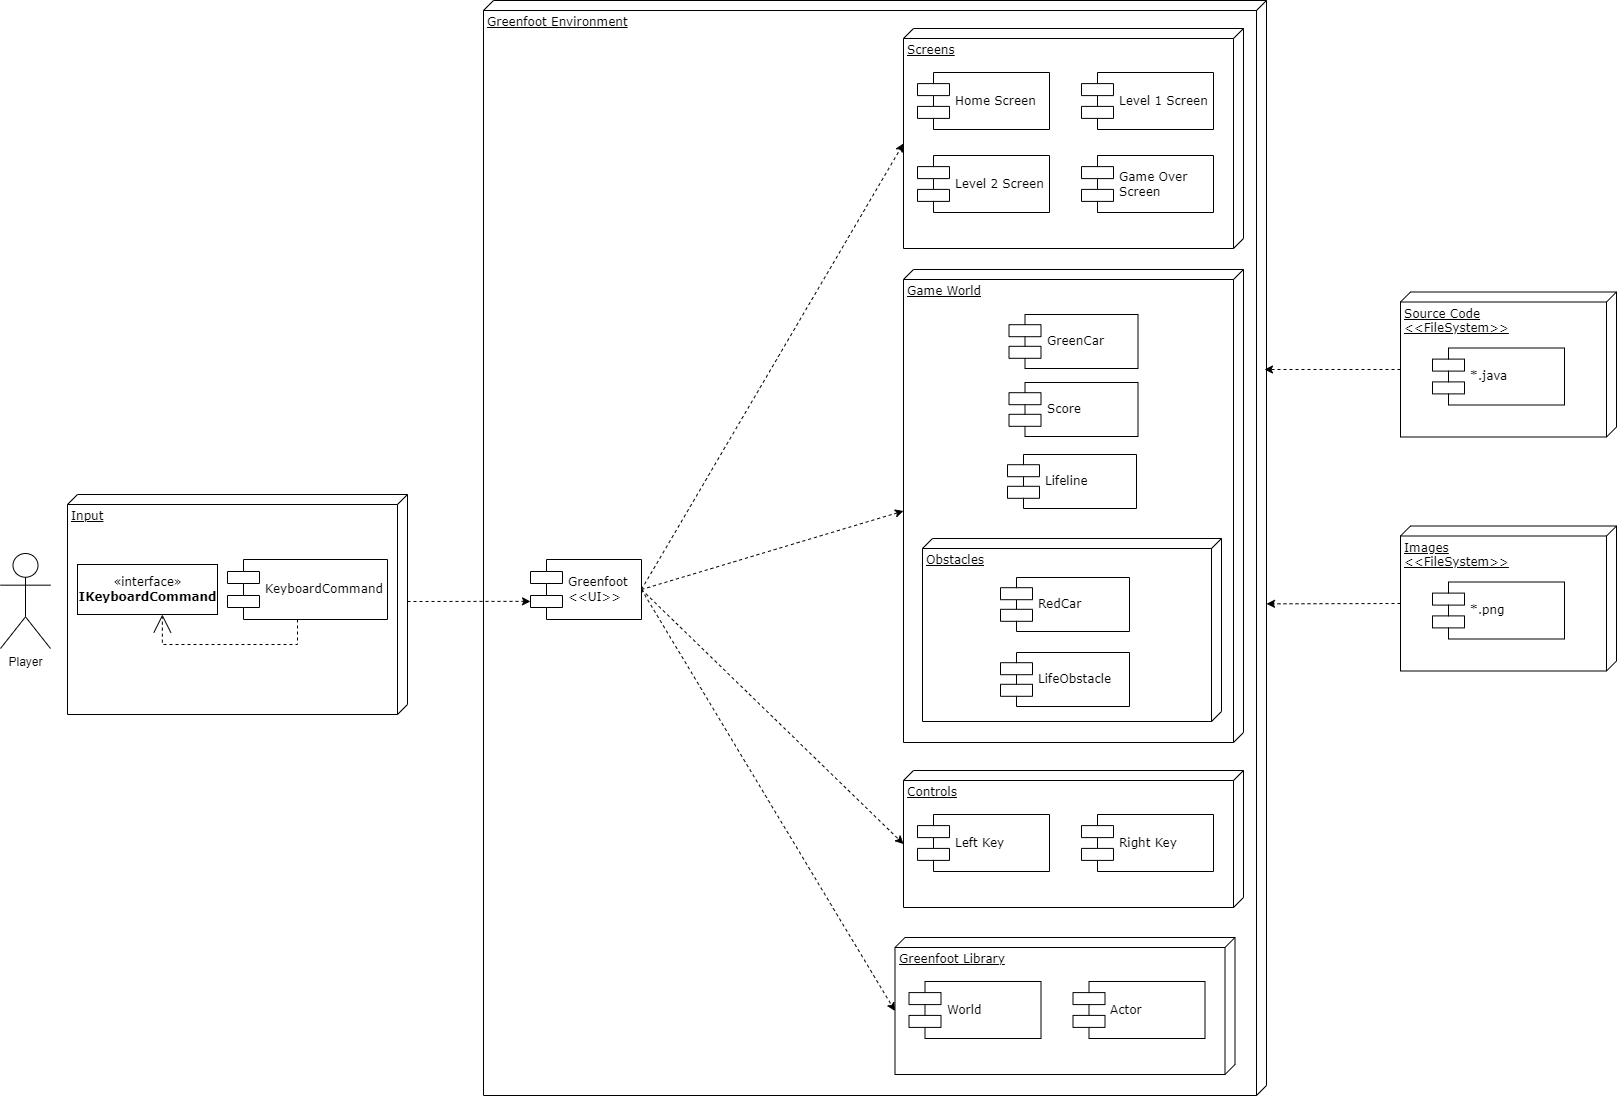 Greenfoot Environment
Screens
Home Screen
Level 1 Screen
Level 2 Screen
Game Over
Screen
Game World
GreenCar
Score
Lifeline
Obstacles
RedCar
LifeObstacle
Source Code
<<FileSystem>>
*.java
Images
<<FileSystem>>
*.png
Input
«interface»
IKeyboardCommand
KeyboardCommand
Player
Greenfoot
<<UI>>
Controls
Left Key
Right Key
Greenfoot Library
World
Actor